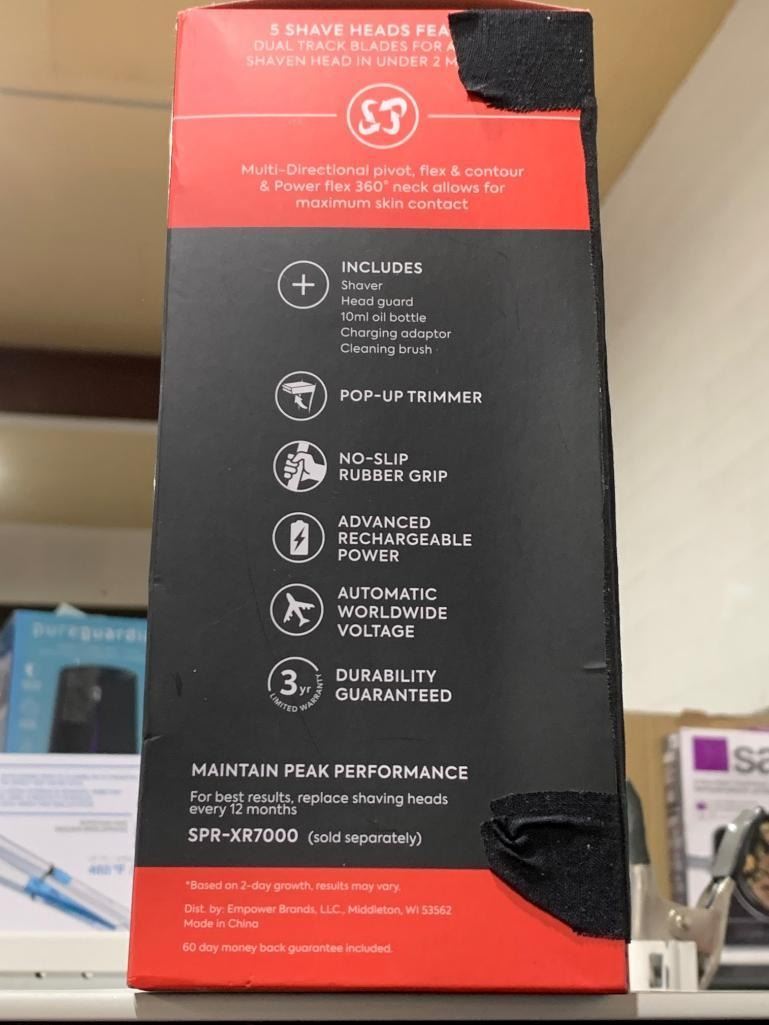 5 SHAVE HEADS
DUAL TRACK BLADES FOR
SHAVEN HEAD IN UNDER 2
Multi-Directional pivot, flex & contour
& Power flex 360° neck allows for
maximum skin contact
INCLUDES
Shaver
Head guard
10ml oil bottle
Charging adaptor
Cleaning brush
POP-UP TRIMMER
NO-SLIP
RUBBER GRIP
ADVANCED
RECHARGEABLE
POWER
AUTOMATIC
WORLDWIDE
VOLTAGE
3yr
LIMITED WARRANTY
DURABILITY
GUARANTEED
MAINTAIN PEAK PERFORMANCE
For best results, replace shaving heads
every 12 months
SPR-XR7000 (sold separately)
*Based on 2-day growth, results may vary.
Dist. by: Empower Brands, LLC., Middleton, WI 53562
Made in China
60 day money back guarantee included.